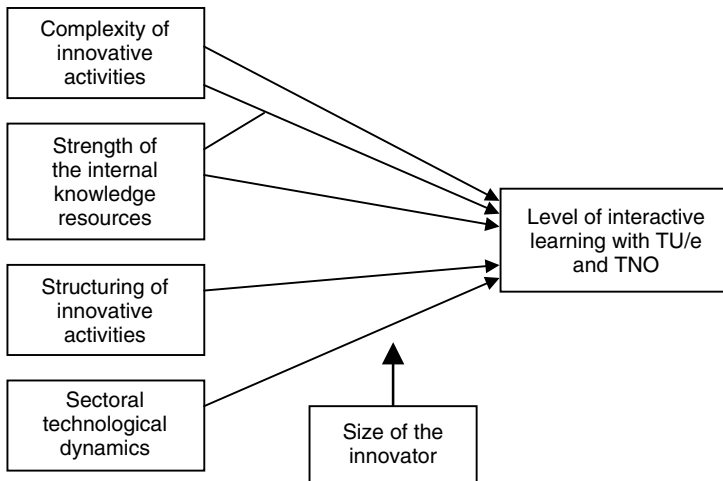 Complexity of
innovative
activities
Strength of
the internal
knowledge
resources
Structuring of
innovative
activities
Sectoral
technological
dynamics
Size of the
innovator
Level of interactive
learning with TU/e
and TNO